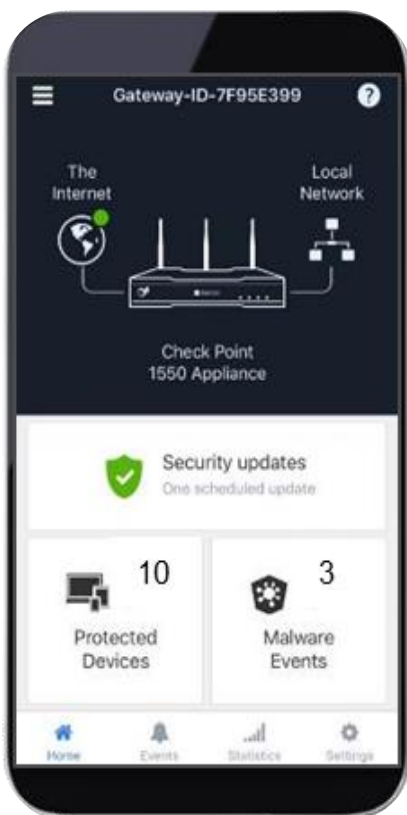 Gateway-ID-7F95E399
?
The
Internet
Local
Network
Check Point
1550 Appliance
Security updates
One scheduled update
10
Protected
Devices
3
Malware
Events
Home
Events
Statistics
Settings